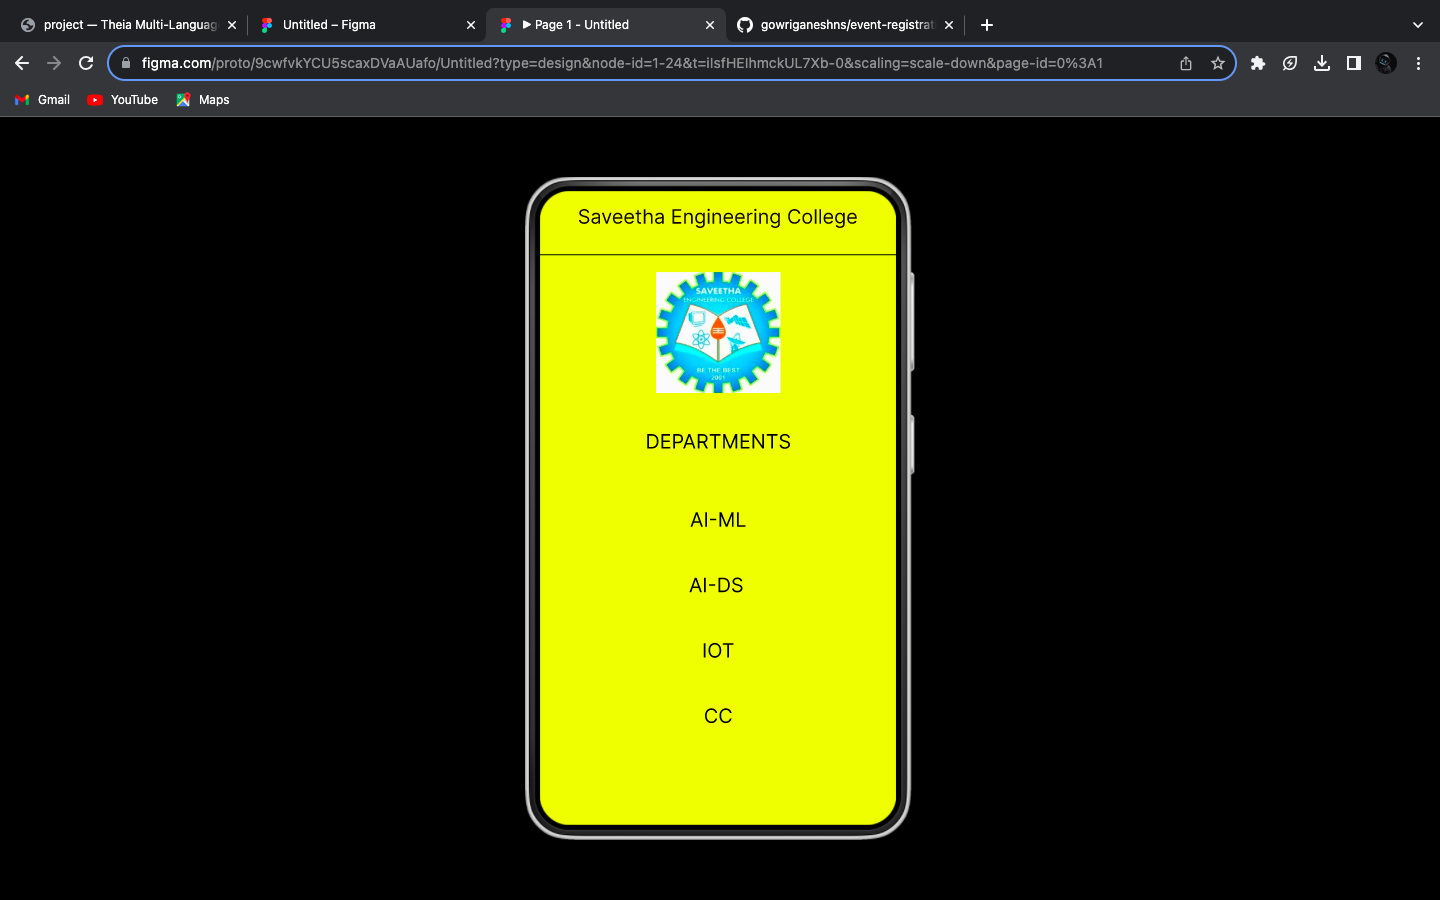 project — Theia Multi-Languag
Untitled – Figma
Page 1 - Untitled
gowriganeshns/event-registrat
figma.com/proto/9cwfvkYCU5scaxDVaAUafo/Untitled?type=design&node-id=1-24&t=ilsfHEIhmckUL7Xb-0&scaling=scale-down&page-id=0%3A1
Gmail
YouTube
Maps
Saveetha Engineering College
SAVEETHA
ENGINEERING COLLEGE
BE THE BEST
2001
DEPARTMENTS
AI-ML
AI-DS
IOT
CC